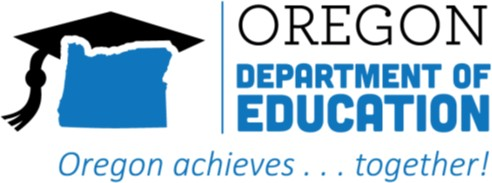 OREGON
DEPARTMENT OF
EDUCATION
Oregon achieves . . . together!